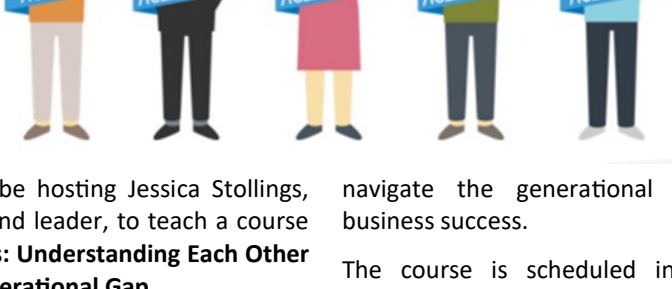 be hosting Jessica Stollings,
nd leader, to teach a course
s: Understanding Each Other
erational Gap
navigate the generational
business success.
The course is scheduled in